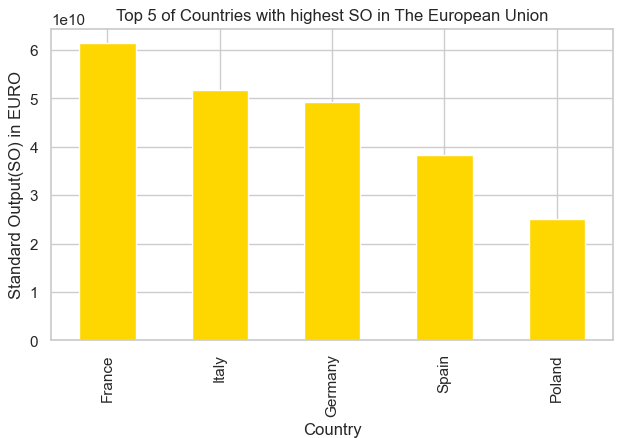 Top 5 of Countries with highest SO in The European Union
1e10
Standard Output(SO) in EURO
6
5
4
3
2
1
0
France
Italy
Germany
Spain
Poland
Country